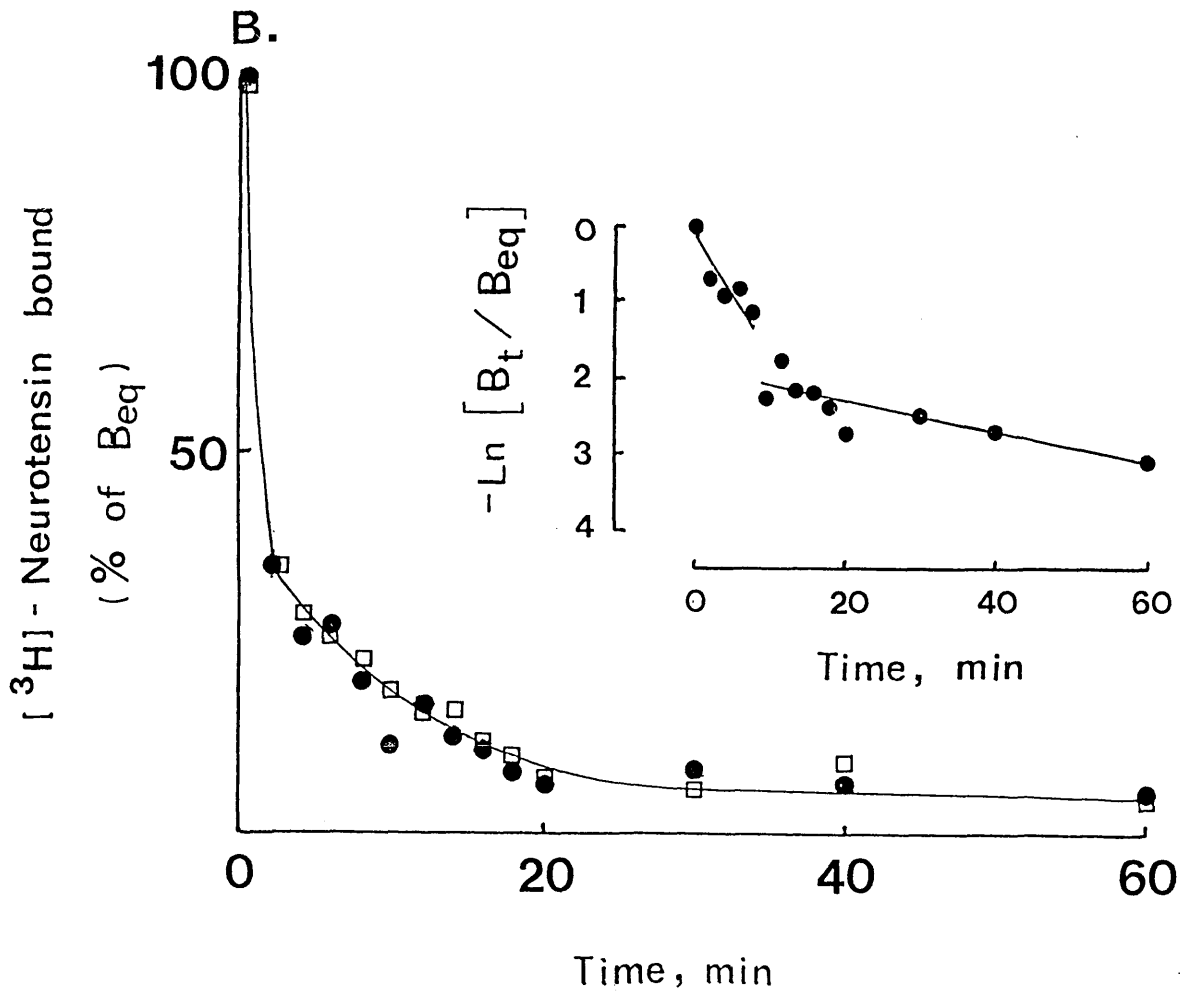 B.
100
50
[³H] - Neurotensin bound
(% of Beq)
0 20 40 60
Time, min
-Ln [Bt/Beq]
0
1
2
3
4
0 20 40 60
Time, min